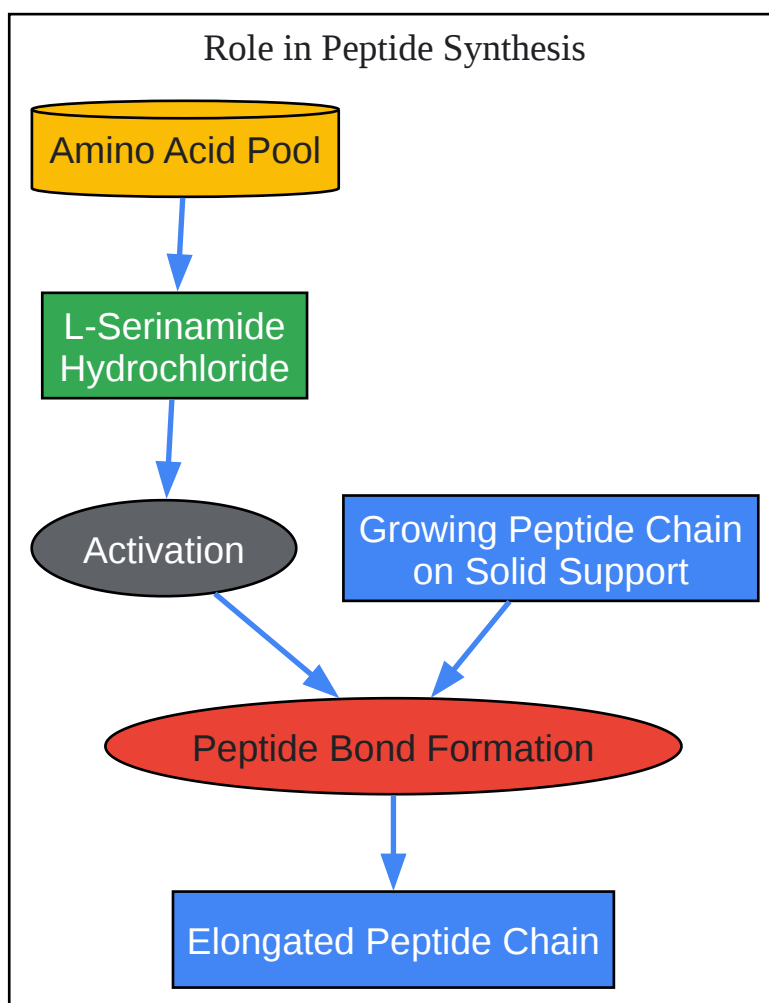 Role in Peptide Synthesis
Amino Acid Pool
L-Serinamide
Hydrochloride
Activation
Growing Peptide Chain
on Solid Support
Peptide Bond Formation
Elongated Peptide Chain